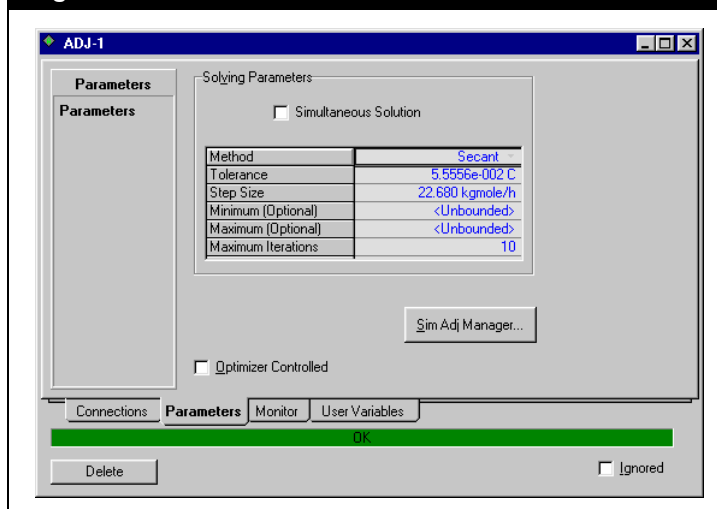 ADJ-1
Parameters
Parameters
Solving Parameters
Simultaneous Solution
Method Secant
Tolerance 5.5556e-002 C
Step Size 22.680 kgmole/h
Minimum (Optional) <Unbounded>
Maximum (Optional) <Unbounded>
Maximum Iterations 10
Sim Adj Manager...
Optimizer Controlled
Connections Parameters Monitor User Variables
OK
Delete Ignored